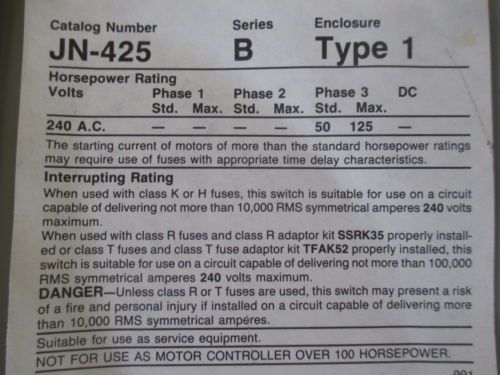 Catalog Number Series Enclosure
JN-425 B Type 1
Horsepower Rating
Volts Phase 1 Phase 2 Phase 3 DC
Std. Max. Std. Max. Std. Max.
240 A.C. — — — — 50 125 —
The starting current of motors of more than the standard horsepower ratings
may require use of fuses with appropriate time delay characteristics.
Interrupting Rating
When used with class K or H fuses, this switch is suitable for use on a circuit
capable of delivering not more than 10,000 RMS symmetrical amperes 240 volts
maximum.
When used with class R fuses and class R adaptor kit SSRK35 properly install-
ed or class T fuses and class T fuse adaptor kit TFAK52 properly installed, this
switch is suitable for use on a circuit capable of delivering not more than 100,000
RMS symmetrical amperes 240 volts maximum.
DANGER—Unless class R or T fuses are used, this switch may present a risk
of a fire and personal injury if installed on a circuit capable of delivering more
than 10,000 RMS symmetrical amperes.
Suitable for use as service equipment.
NOT FOR USE AS MOTOR CONTROLLER OVER 100 HORSEPOWER.